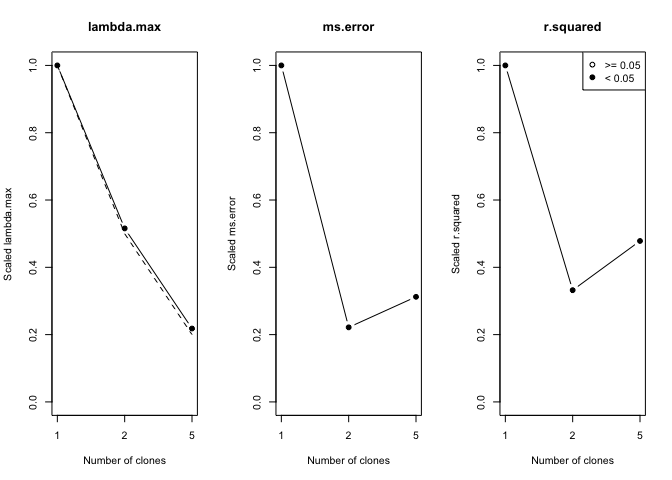 lambda.max
Scaled lambda.max
0.0 0.2 0.4 0.6 0.8 1.0
1 2 5
Number of clones
ms.error
Scaled ms.error
0.0 0.2 0.4 0.6 0.8 1.0
1 2 5
Number of clones
r.squared
>= 0.05
< 0.05
Scaled r.squared
0.0 0.2 0.4 0.6 0.8 1.0
1 2 5
Number of clones